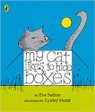 my cat
likes to hide in
boxes
by Eve Sutton
illustrated by Lynley Dodd